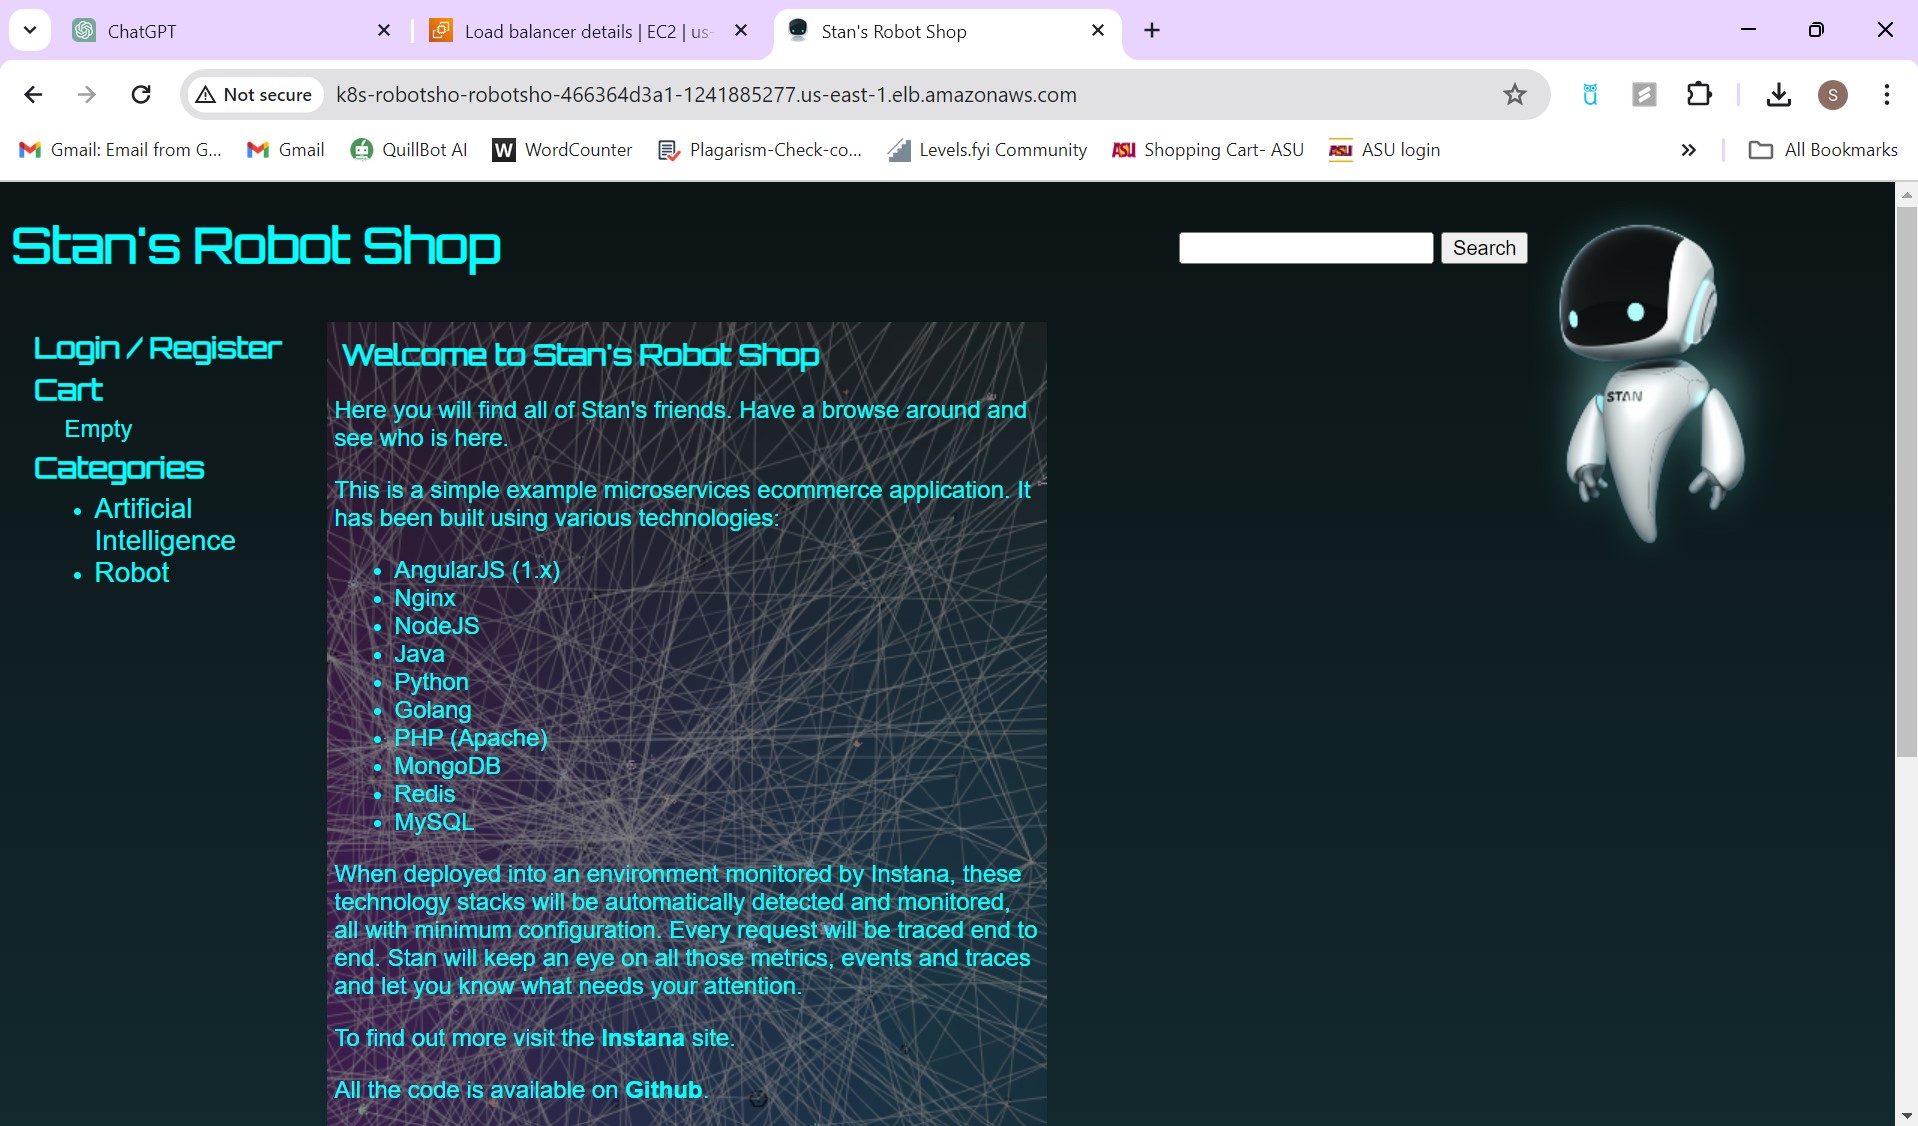 ChatGPT
Load balancer details | EC2 | us-
Stan's Robot Shop
Not secure
k8s-robotsho-robotsho-466364d3a1-1241885277.us-east-1.elb.amazonaws.com
S
Gmail: Email from G...
Gmail
QuillBot AI
W
WordCounter
Plagarism-Check-co...
Levels.fyi Community
ASU
Shopping Cart- ASU
ASU
ASU login
All Bookmarks
Stan's Robot Shop
Search
STAN
Login / Register
Cart
Empty
Categories
Artificial
Intelligence
Robot
Welcome to Stan's Robot Shop
Here you will find all of Stan's friends. Have a browse around and
see who is here.
This is a simple example microservices ecommerce application. It
has been built using various technologies:
AngularJS (1.x)
Nginx
NodeJS
Java
Python
Golang
PHP (Apache)
MongoDB
Redis
MySQL
When deployed into an environment monitored by Instana, these
technology stacks will be automatically detected and monitored,
all with minimum configuration. Every request will be traced end to
end. Stan will keep an eye on all those metrics, events and traces
and let you know what needs your attention.
To find out more visit the Instana site.
All the code is available on Github.